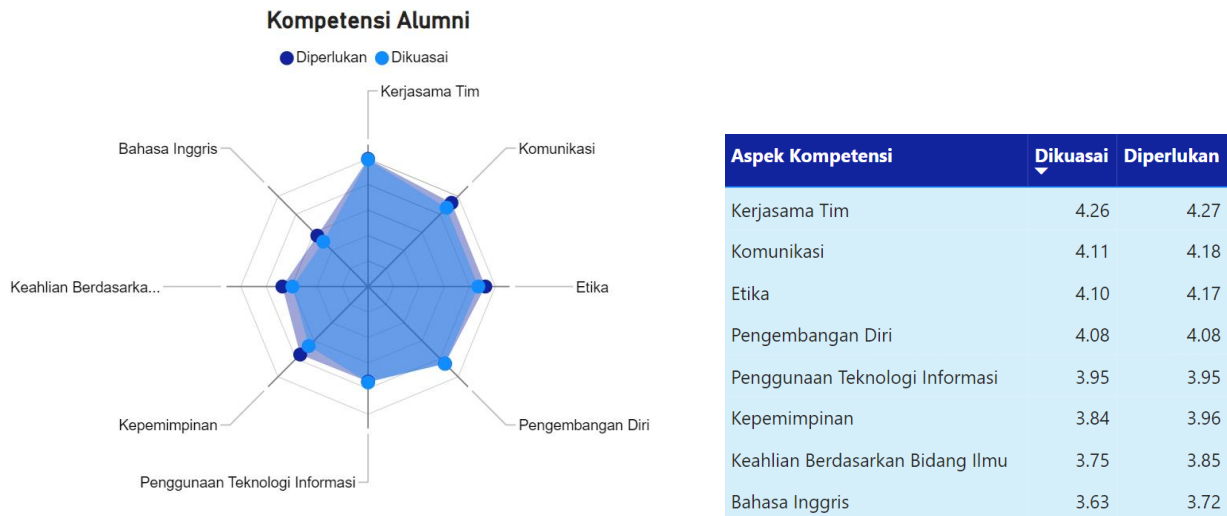 Kompetensi Alumni
Diperlukan Dikuasai
Kerjasama Tim
Bahasa Inggris
Komunikasi
Keahlian Berdasarka...
Etika
Kepemimpinan
Pengembangan Diri
Penggunaan Teknologi Informasi
Aspek Kompetensi Dikuasai Diperlukan
Kerjasama Tim 4.26 4.27
Komunikasi 4.11 4.18
Etika 4.10 4.17
Pengembangan Diri 4.08 4.08
Penggunaan Teknologi Informasi 3.95 3.95
Kepemimpinan 3.84 3.96
Keahlian Berdasarkan Bidang Ilmu 3.75 3.85
Bahasa Inggris 3.63 3.72